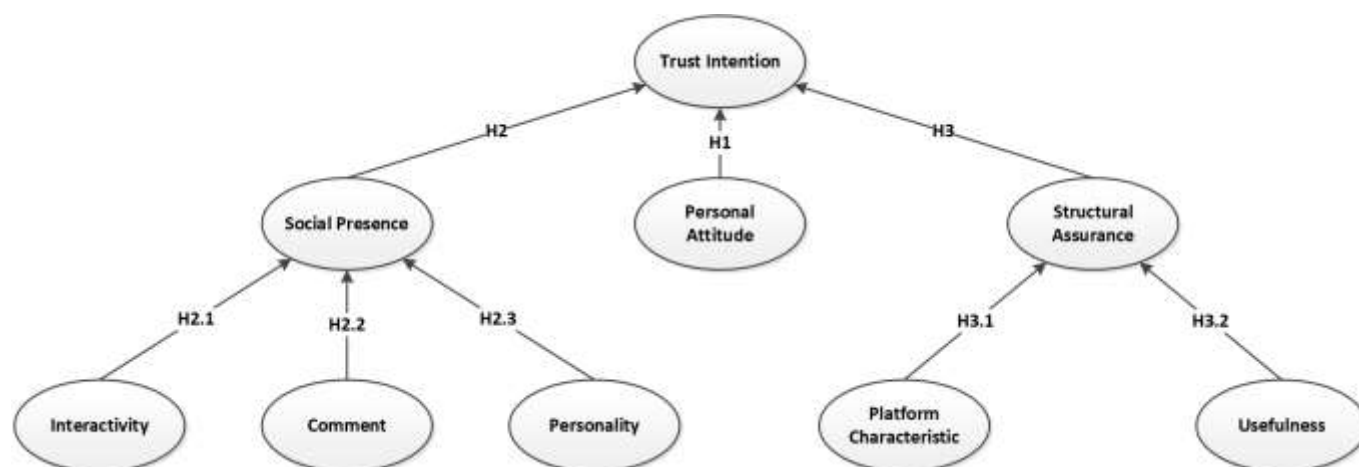 Trust Intention
H2
H1
H3
Social Presence
Personal
Attitude
Structural
Assurance
H2.1
H2.2
H2.3
H3.1
H3.2
Interactivity
Comment
Personality
Platform
Characteristic
Usefulness